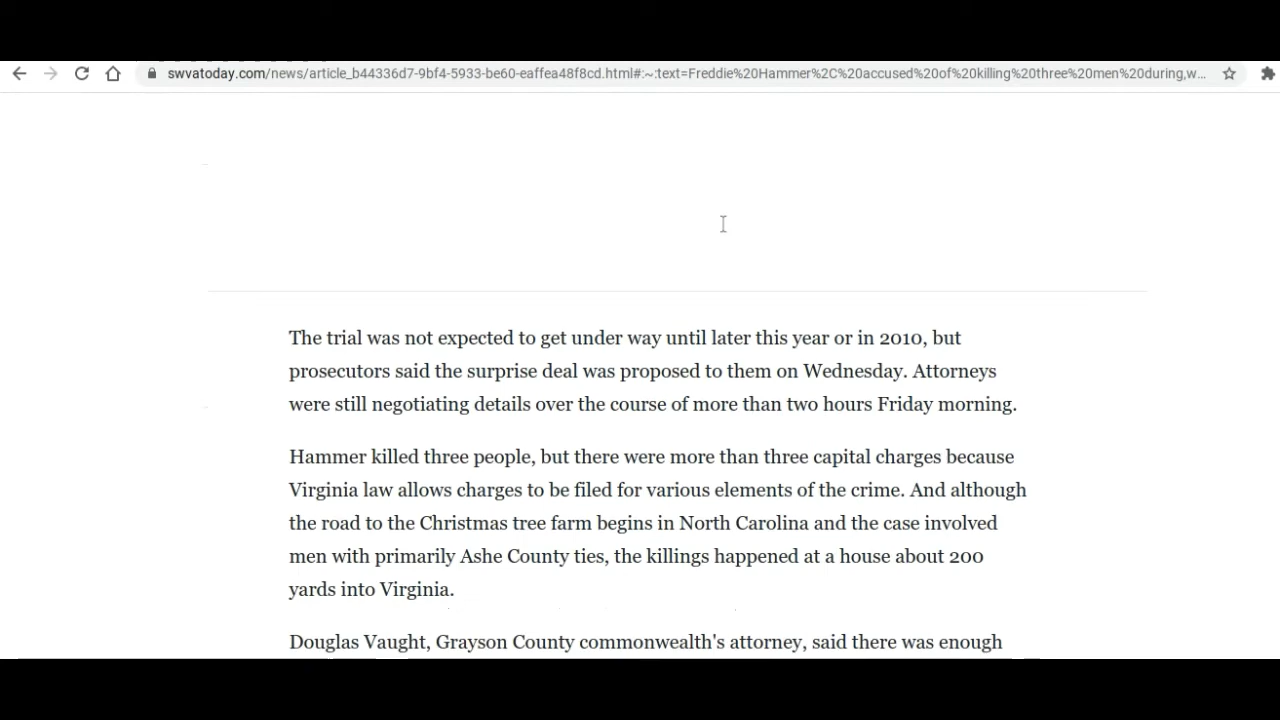 swvatoday.com/news/article_b44336d7-9bf4-5933-be60-eaffea48f8cd.html#:~:text=Freddie%20Hammer%2C%20accused%20of%20killing%20three%20men%20during,w...
The trial was not expected to get under way until later this year or in 2010, but
prosecutors said the surprise deal was proposed to them on Wednesday. Attorneys
were still negotiating details over the course of more than two hours Friday morning.
Hammer killed three people, but there were more than three capital charges because
Virginia law allows charges to be filed for various elements of the crime. And although
the road to the Christmas tree farm begins in North Carolina and the case involved
men with primarily Ashe County ties, the killings happened at a house about 200
yards into Virginia.
Douglas Vaught, Grayson County commonwealth's attorney, said there was enough